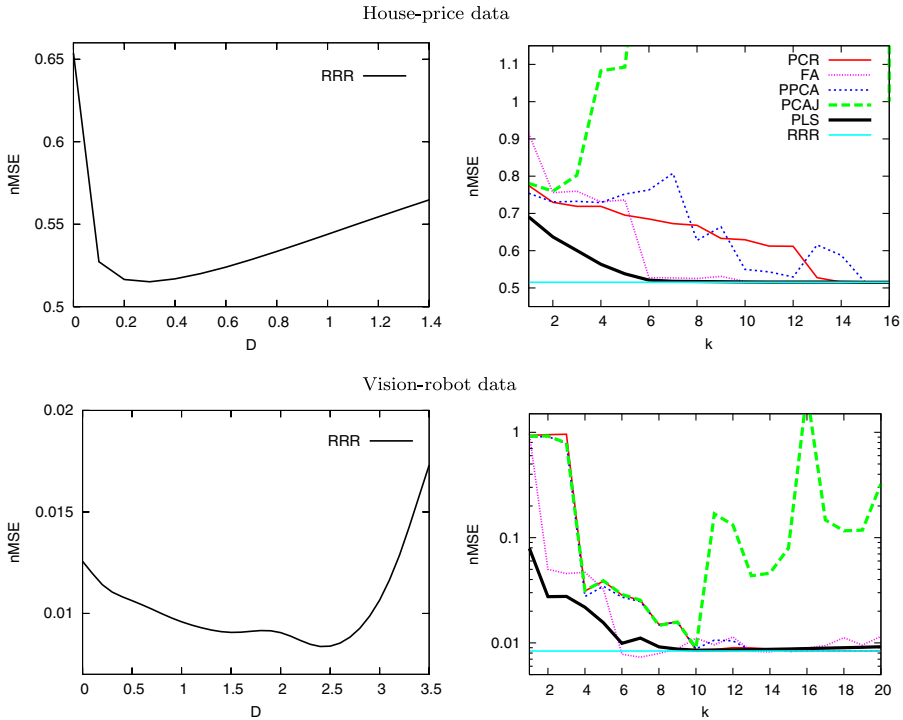 House-price data
0.65
0.6
0.55
0.5
nMSE
RRR
0
0.2
0.4
0.6
0.8
1
1.2
1.4
D
1.1
1
0.9
0.8
0.7
0.6
0.5
nMSE
PCR
FA
PPCA
PCAJ
PLS
RRR
2
4
6
8
10
12
14
16
k
Vision-robot data
0.02
0.015
0.01
nMSE
RRR
0
0.5
1
1.5
2
2.5
3
3.5
D
1
0.1
0.01
nMSE
2
4
6
8
10
12
14
16
18
20
k